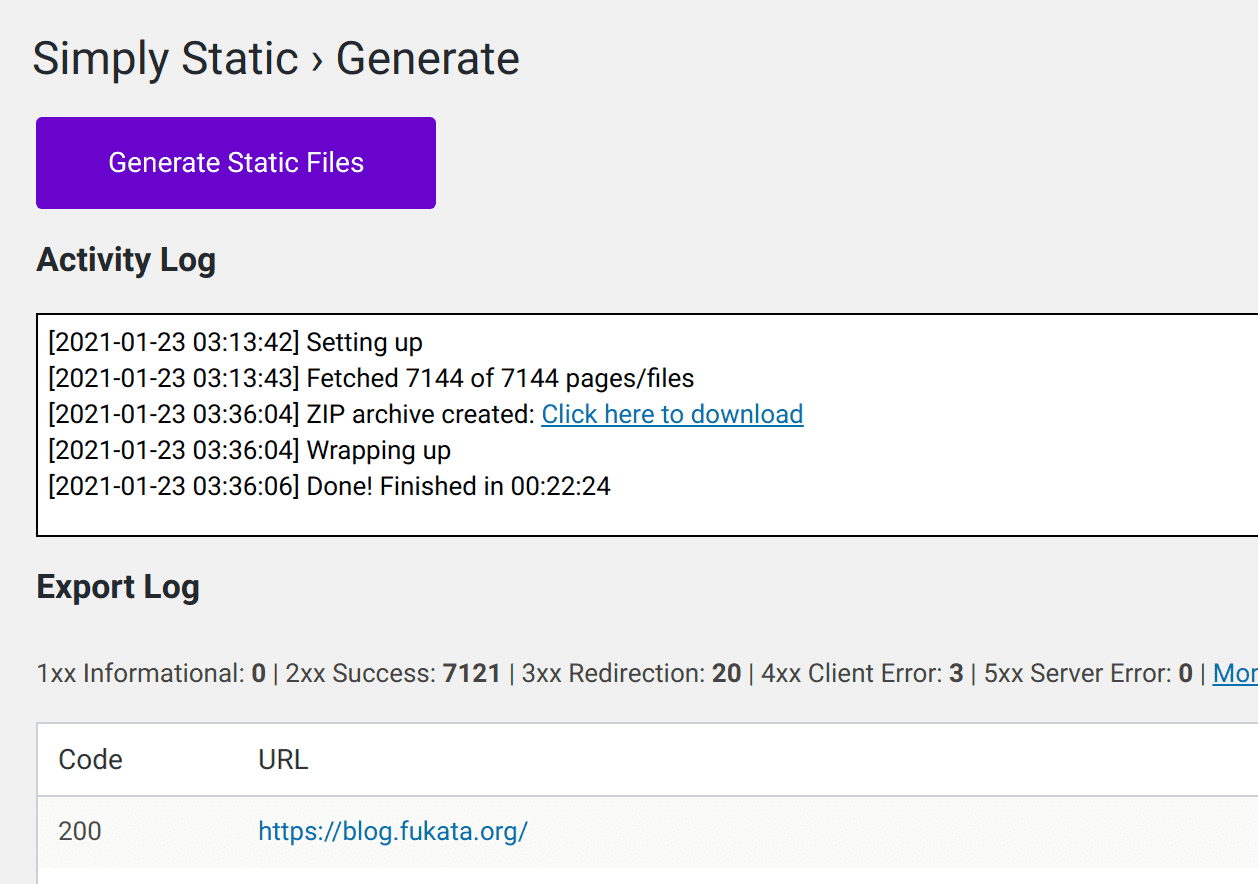 Simply Static › Generate
Generate Static Files
Activity Log
[2021-01-23 03:13:42] Setting up
[2021-01-23 03:13:43] Fetched 7144 of 7144 pages/files
[2021-01-23 03:36:04] ZIP archive created: Click here to download
[2021-01-23 03:36:04] Wrapping up
[2021-01-23 03:36:06] Done! Finished in 00:22:24
Export Log
1xx Informational: 0 | 2xx Success: 7121 | 3xx Redirection: 20 | 4xx Client Error: 3 | 5xx Server Error: 0 |
Code URL
200 https://blog.fukata.org/